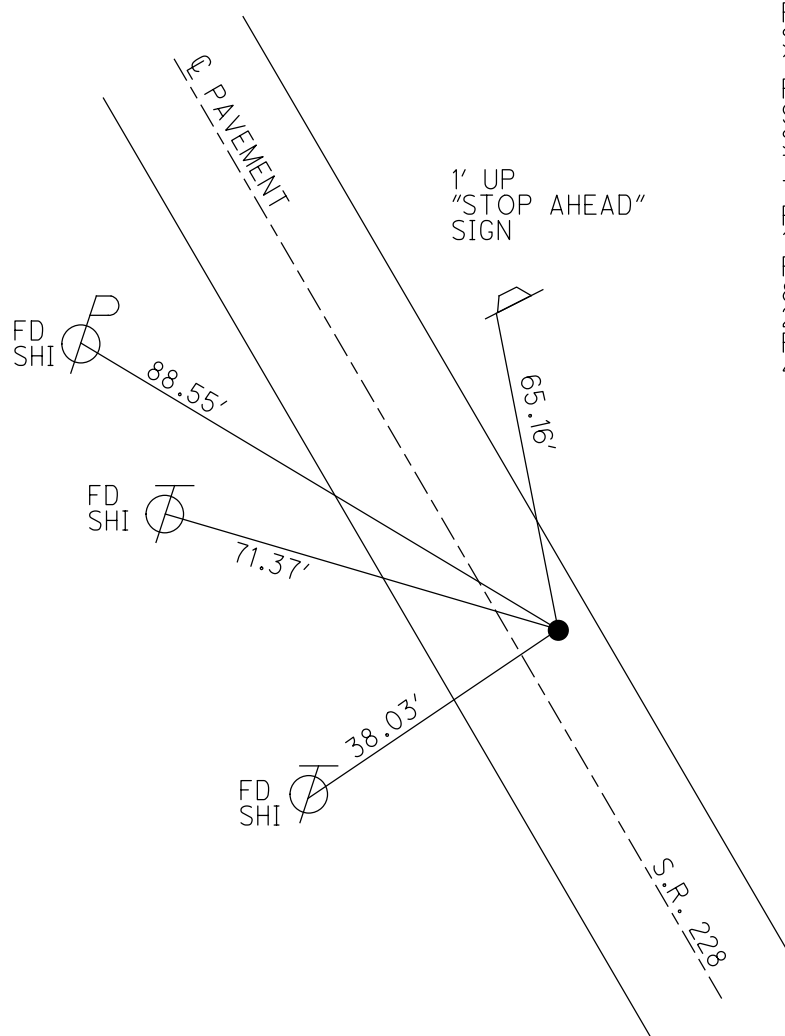 ℄ PAVEMENT
1' UP
"STOP AHEAD"
SIGN
FD
SHI
88.55'
65.16'
FD
SHI
71.37'
38.03'
FD
SHI
S.R. 228